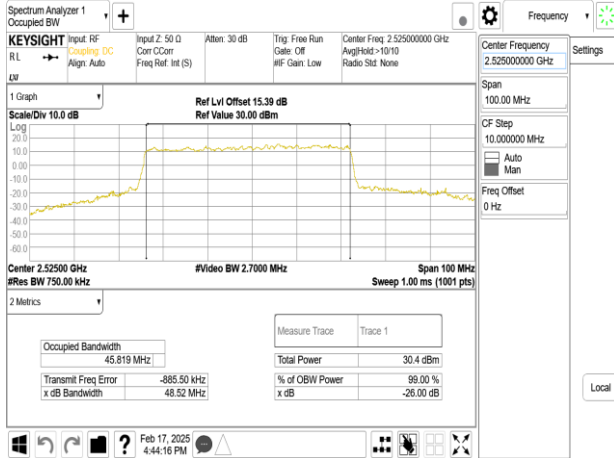 Spectrum Analyzer 1
Occupied BW
Frequency
KEYSIGHT
RL
Input: RF
Coupling: DC
Align: Auto
Input Z: 50 Ω
Corr CCorr
Freq Ref: Int (S)
Atten: 30 dB
Trig: Free Run
Gate: Off
#IF Gain: Low
Center Freq: 2.525000000 GHz
Avg|Hold:>10/10
Radio Std: None
Center Frequency
2.525000000 GHz
Settings
Span
100.00 MHz
CF Step
10.000000 MHz
Auto
Man
Freq Offset
0 Hz
Local
1 Graph
Scale/Div 10.0 dB
Ref Lvl Offset 15.39 dB
Ref Value 30.00 dBm
Log
20.0
10.0
0.00
-10.0
-20.0
-30.0
-40.0
-50.0
-60.0
Center 2.52500 GHz
#Video BW 2.7000 MHz
Span 100 MHz
#Res BW 750.00 kHz
Sweep 1.00 ms (1001 pts)
2 Metrics
Measure Trace
Trace 1
Occupied Bandwidth
45.819 MHz
Total Power
30.4 dBm
Transmit Freq Error
-885.50 kHz
% of OBW Power
99.00 %
x dB Bandwidth
48.52 MHz
x dB
-26.00 dB
?
Feb 17, 2025
4:44:16 PM